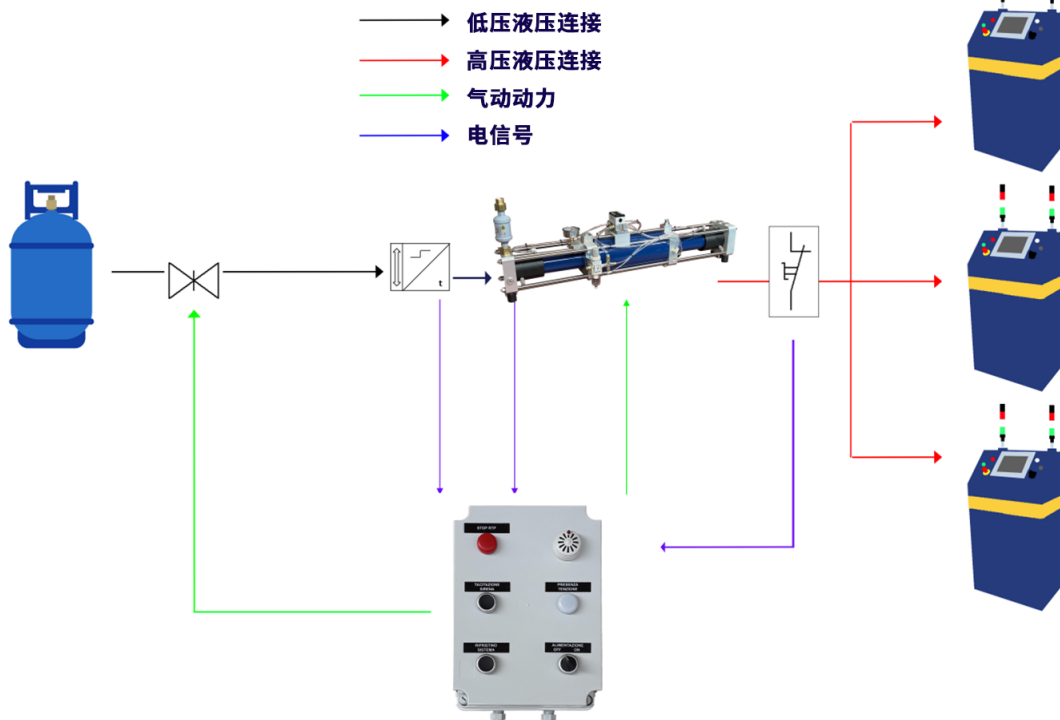 低压液压连接
高压液压连接
气动动力
电信号
t
STOP RTP
TACITAZIONE
SIRENA
PRESENZA
TENSIONE
RIPRISTINO
SISTEMA
ALIMENTAZIONE
OFF ON